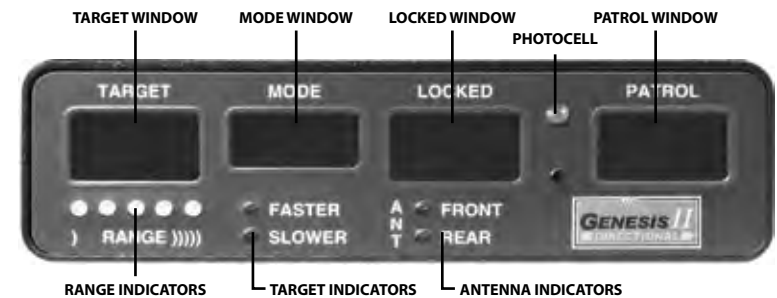 TARGET WINDOW MODE WINDOW LOCKED WINDOW PATROL WINDOW
PHOTOCELL
TARGET MODE LOCKED PATROL
FASTER
SLOWER
ANT
FRONT
REAR
) RANGE )))))
GENESIS II
DIRECTIONAL
RANGE INDICATORS TARGET INDICATORS ANTENNA INDICATORS